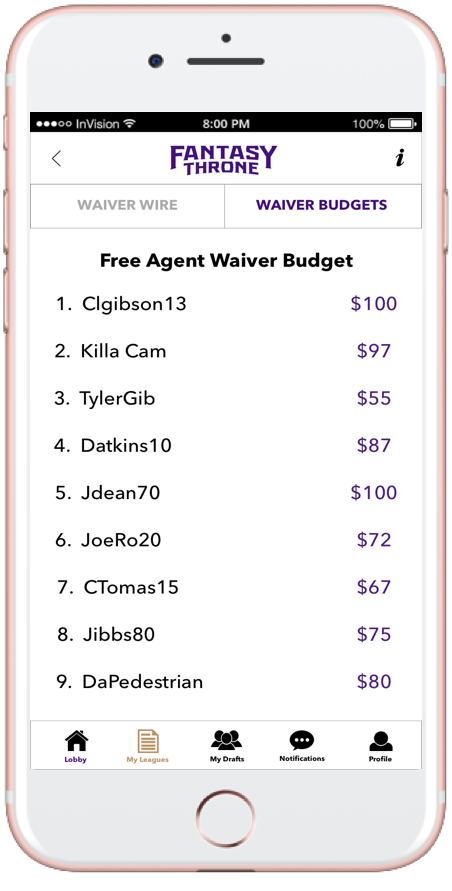 InVision 8:00 PM 100%
FANTASY
THRONE
i
WAIVER WIRE WAIVER BUDGETS
Free Agent Waiver Budget
1. Clgibson13 $100
2. Killa Cam $97
3. TylerGib $55
4. Datkins10 $87
5. Jdean70 $100
6. JoeRo20 $72
7. CTomas15 $67
8. Jibbs80 $75
9. DaPedestrian $80
Lobby My Leagues My Drafts Notifications Profile